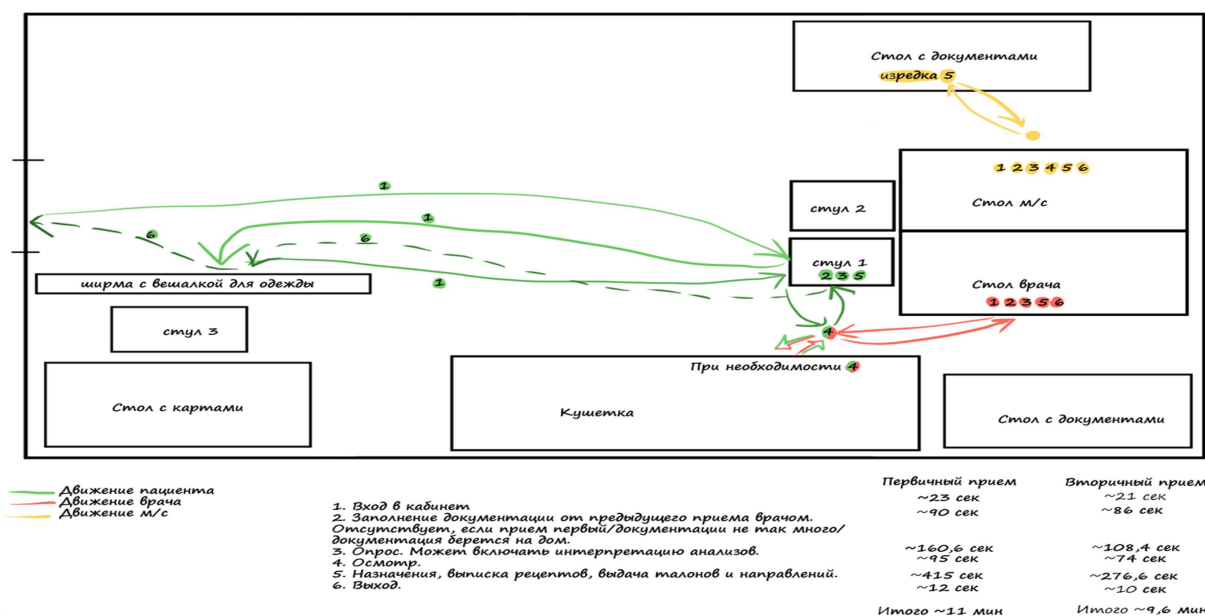 Стол с документами
изредка 5
1 2 3 4 5 6
Стол м/с
стул 2
1
1
6
6
стул 1
2 3 5
Стол врача
1 2 3 5 6
1
ширма с вешалкой для одежды
стул 3
4
При необходимости 4
Стол с картами
Кушетка
Стол с документами
Движение пациента
Движение врача
Движение м/с
Первичный прием
Вторичный прием
1. Вход в кабинет
~23 сек
~21 сек
2. Заполнение документации от предыдущего приема врачом.
~90 сек
~86 сек
Отсутствует, если прием первый/документации не так много/
документация берется на дом.
3. Опрос. Может включать интерпретацию анализов.
~160,6 сек
~108,4 сек
4. Осмотр.
~95 сек
~74 сек
5. Назначения, выписка рецептов, выдача талонов и направлений.
~415 сек
~276,6 сек
6. Выход.
~12 сек
~10 сек
Итого ~11 мин
Итого ~9,6 мин